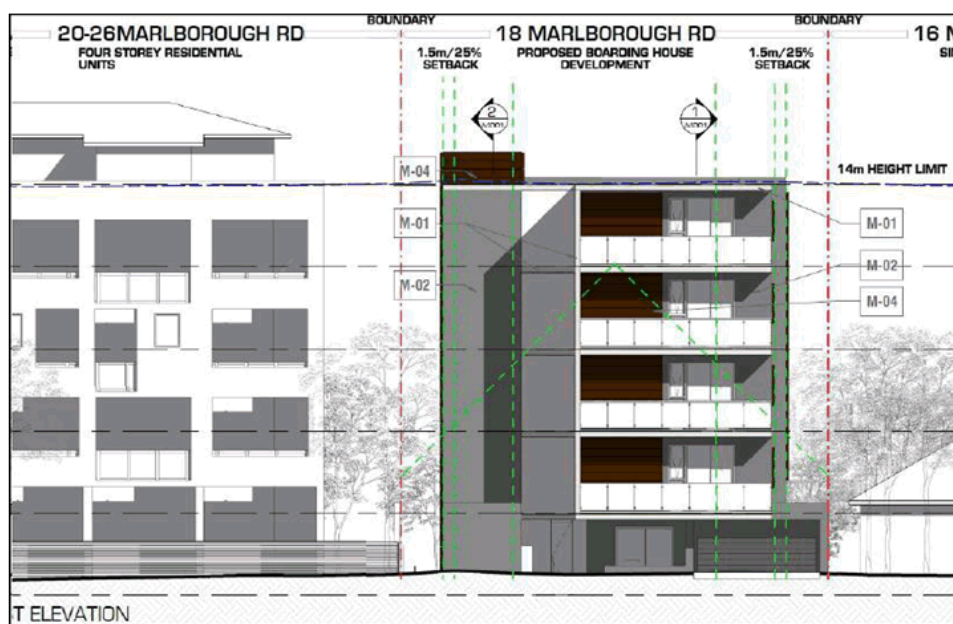 BOUNDARY
BOUNDARY
20-26MARLBOROUGH RD
18 MARLBOROUGH RD
16 M
FOUR STOREY RESIDENTIAL
UNITS
1.5m/25%
SETBACK
PROPOSED BOARDING HOUSE
DEVELOPMENT
1.5m/25%
SETBACK
SI
2
1
M-04
14m HEIGHT LIMIT
M-01
M-01
M-02
M-02
M-04
T ELEVATION